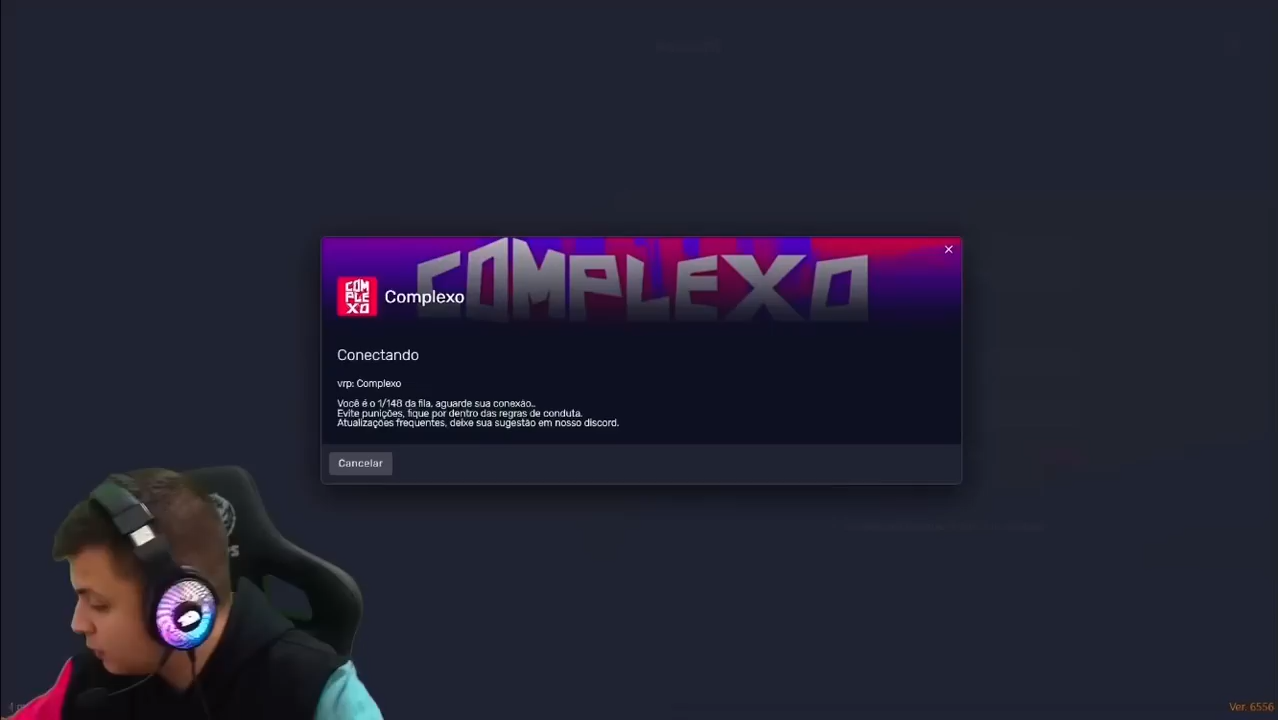 COMPLEXO
COM
PLE
XO
Complexo
Conectando
vrp: Complexo
Você é o 1/148 da fila, aguarde sua conexão..
Evite punições, fique por dentro das regras de conduta.
Atualizações frequentes, deixe sua sugestão em nosso discord.
Cancelar
Ver. 6556